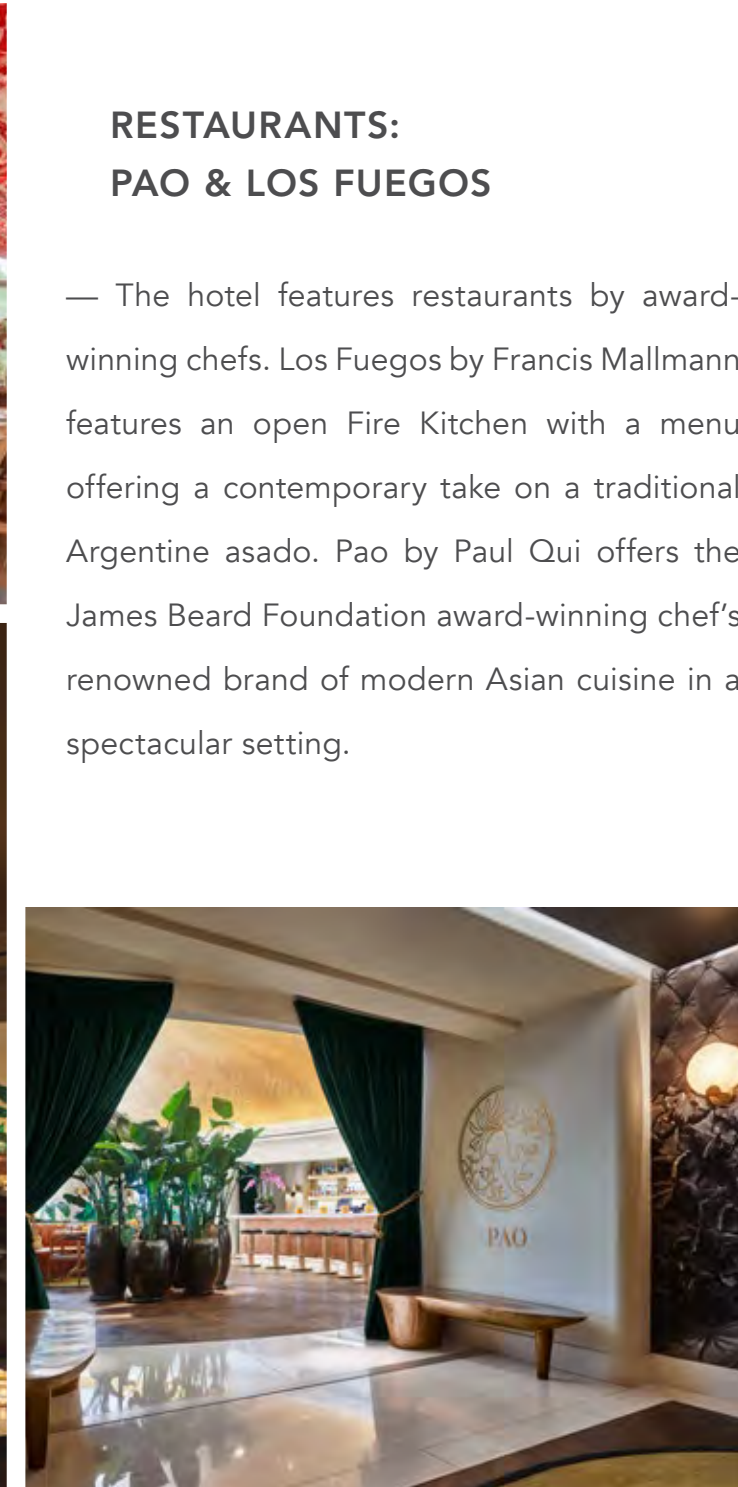 RESTAURANTS:
PAO & LOS FUEGOS
— The hotel features restaurants by award-
winning chefs. Los Fuegos by Francis Mallmann
features an open Fire Kitchen with a menu
offering a contemporary take on a traditional
Argentine asado. Pao by Paul Qui offers the
James Beard Foundation award-winning chef’s
renowned brand of modern Asian cuisine in a
spectacular setting.
PAO